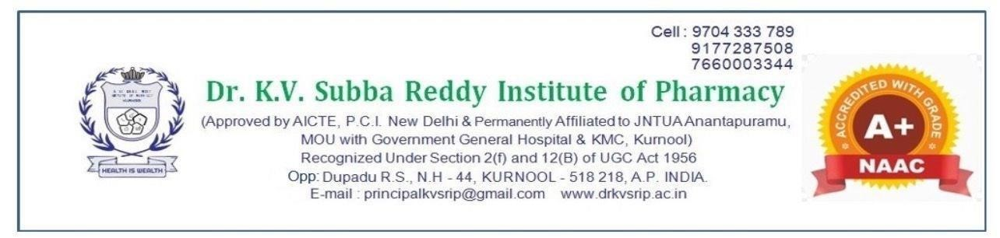 Cell : 9704 333 789
9177287508
7660003344
Dr. K.V. Subba Reddy Institute of Pharmacy
(Approved by AICTE, P.C.I. New Delhi & Permanently Affiliated to JNTUA Anantapuramu,
MOU with Government General Hospital & KMC, Kurnool)
Recognized Under Section 2(f) and 12(B) of UGC Act 1956
Opp: Dupadu R.S., N.H - 44, KURNOOL - 518 218, A.P. INDIA.
E-mail : principalkvsrip@gmail.com www.drkvsrip.ac.in
HEALTH IS WEALTH
ACCREDITED WITH GRADE
A+
NAAC